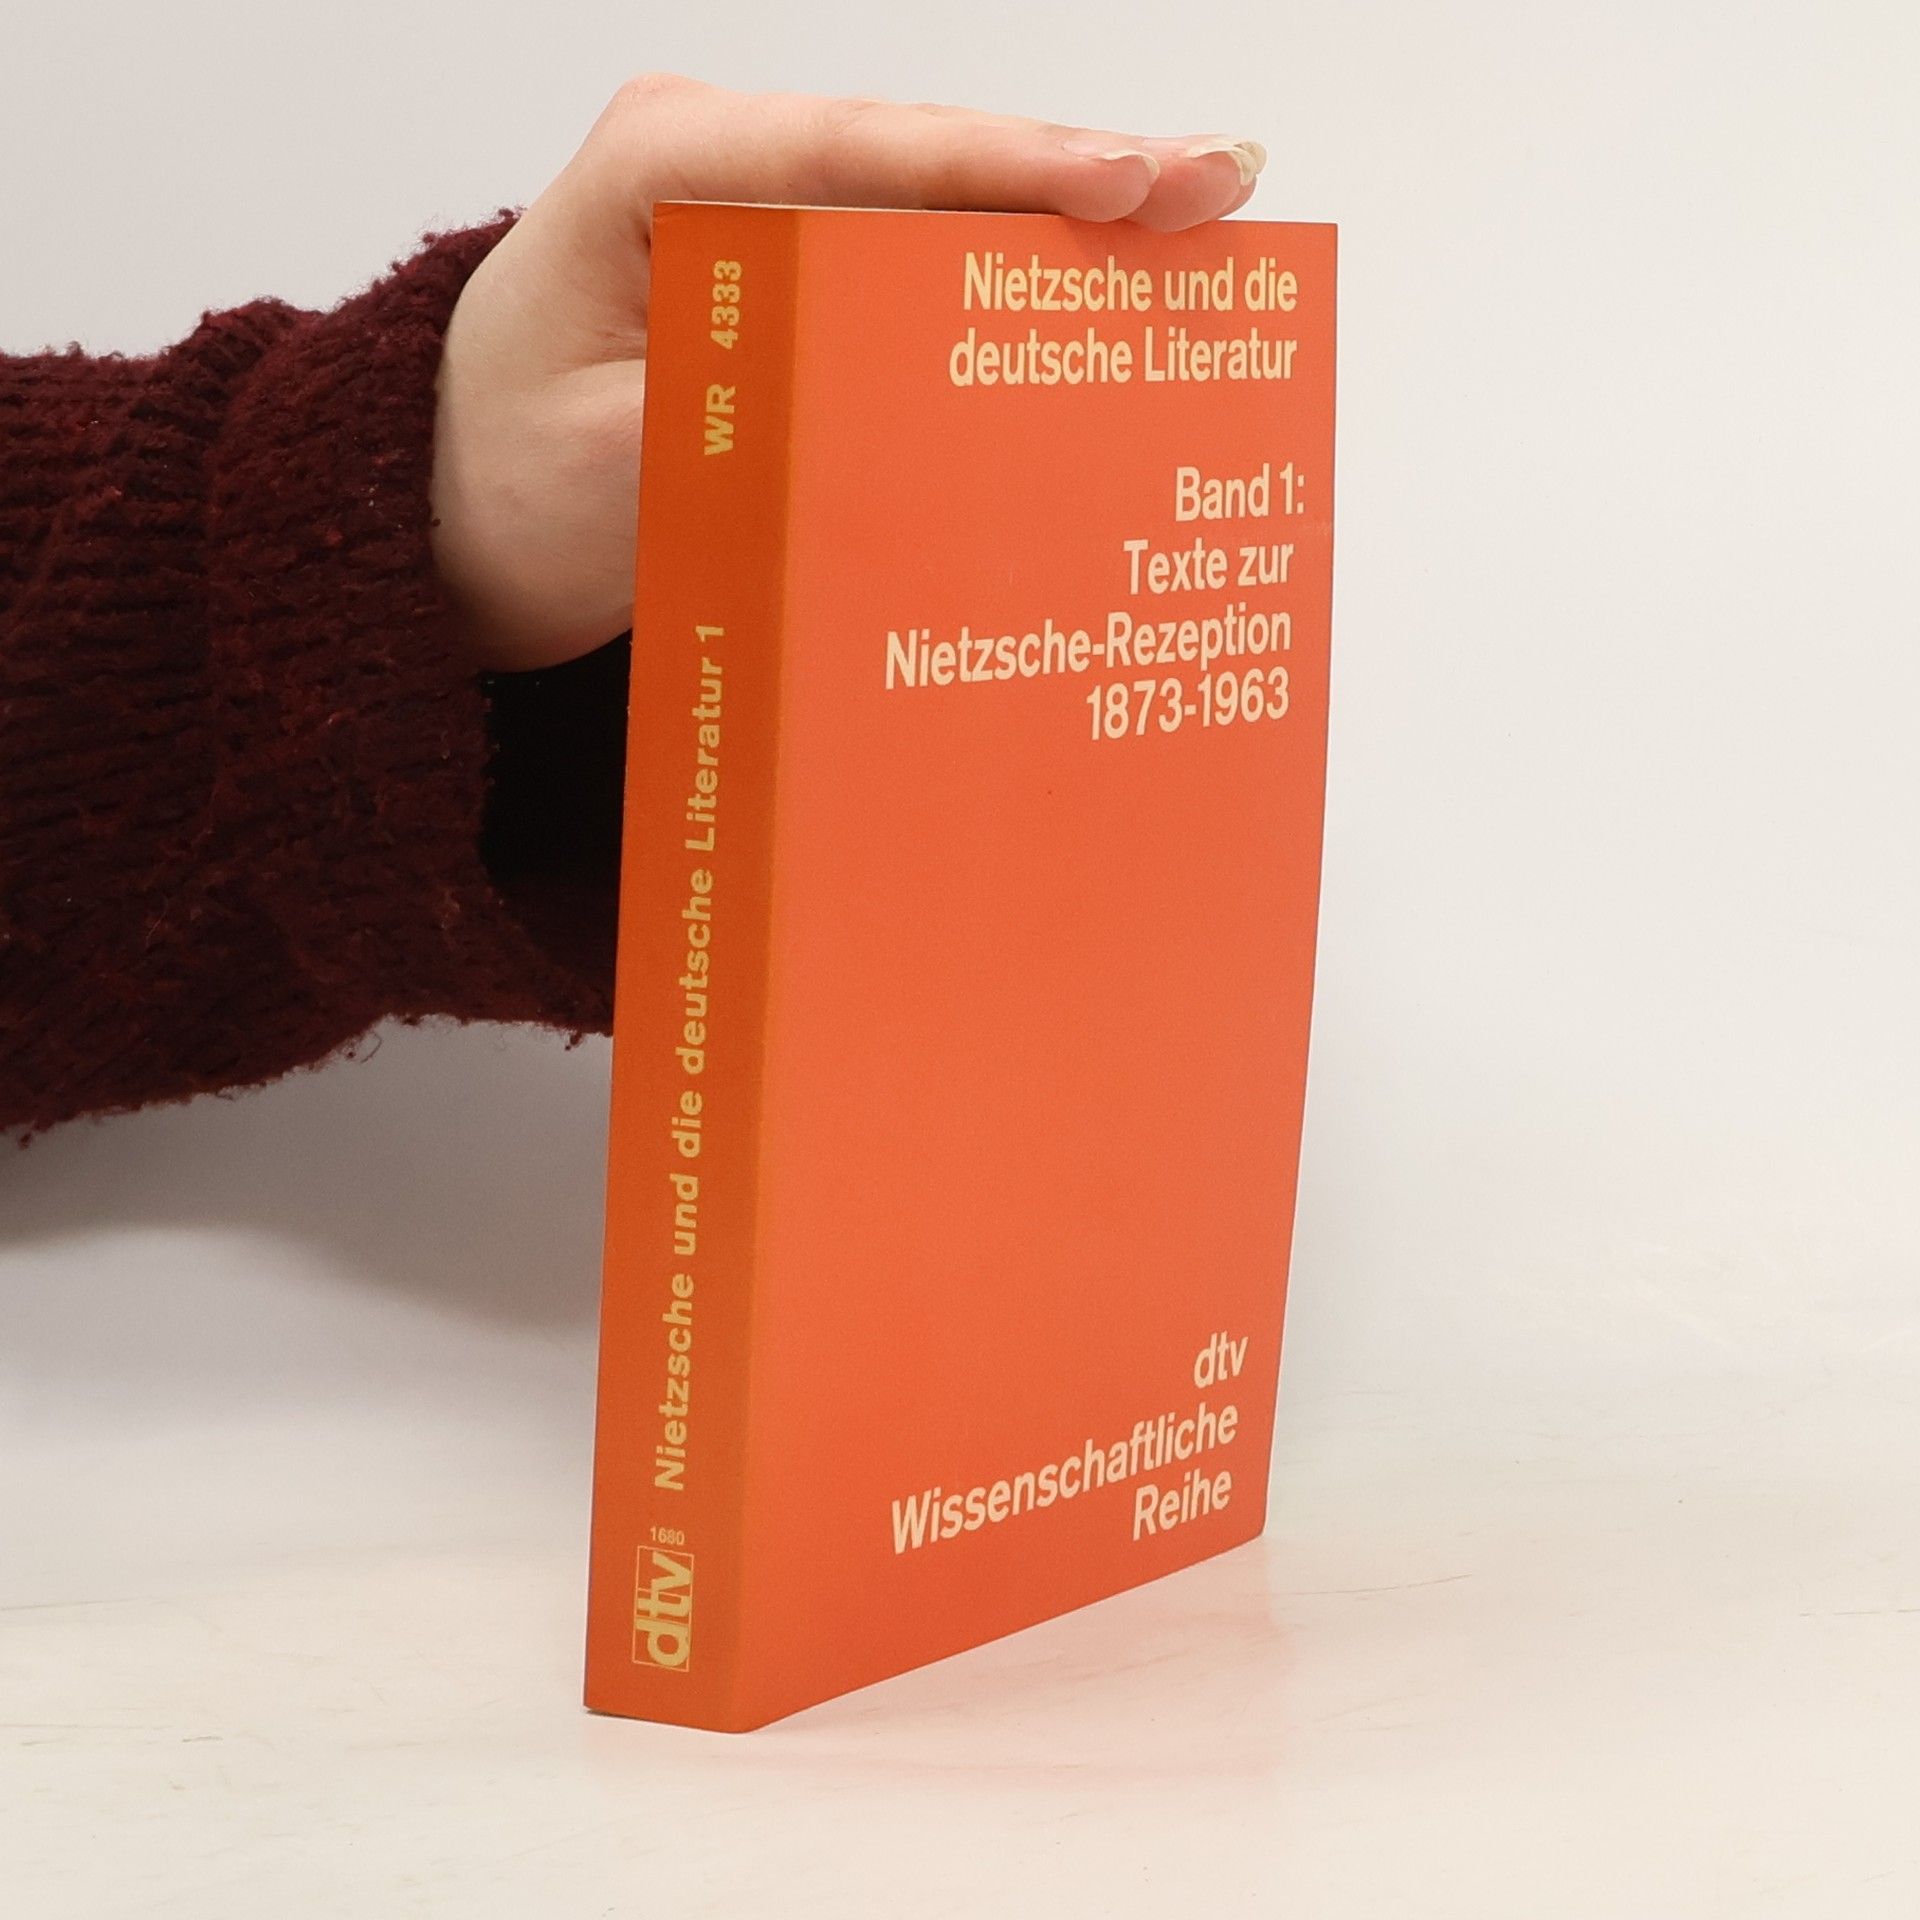 WR 4333
Nietzsche und die deutsche Literatur 1
1680
dtv
Nietzsche und die
deutsche Literatur
Band 1:
Texte zur
Nietzsche-Rezeption
1873-1963
dtv
Wissenschaftliche
Reihe